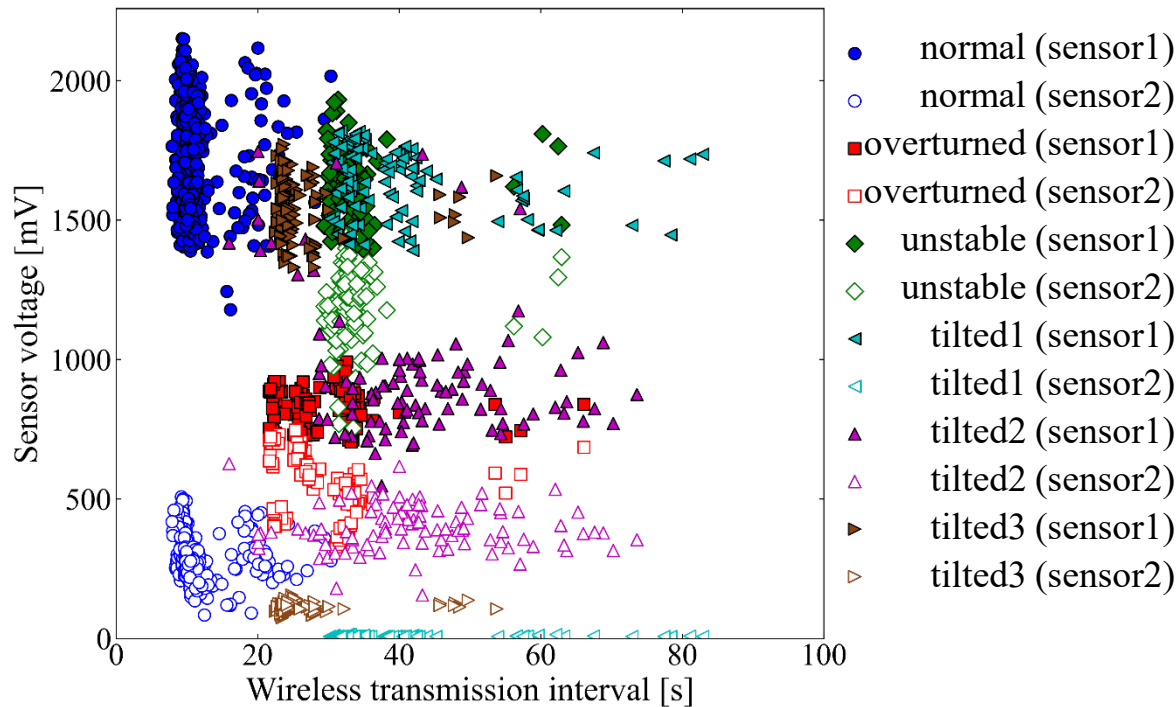 Sensor voltage [mV]
2000
1500
1000
500
0
0 20 40 60 80 100
Wireless transmission interval [s]
normal (sensor1)
normal (sensor2)
overturned (sensor1)
overturned (sensor2)
unstable (sensor1)
unstable (sensor2)
tilted1 (sensor1)
tilted1 (sensor2)
tilted2 (sensor1)
tilted2 (sensor2)
tilted3 (sensor1)
tilted3 (sensor2)